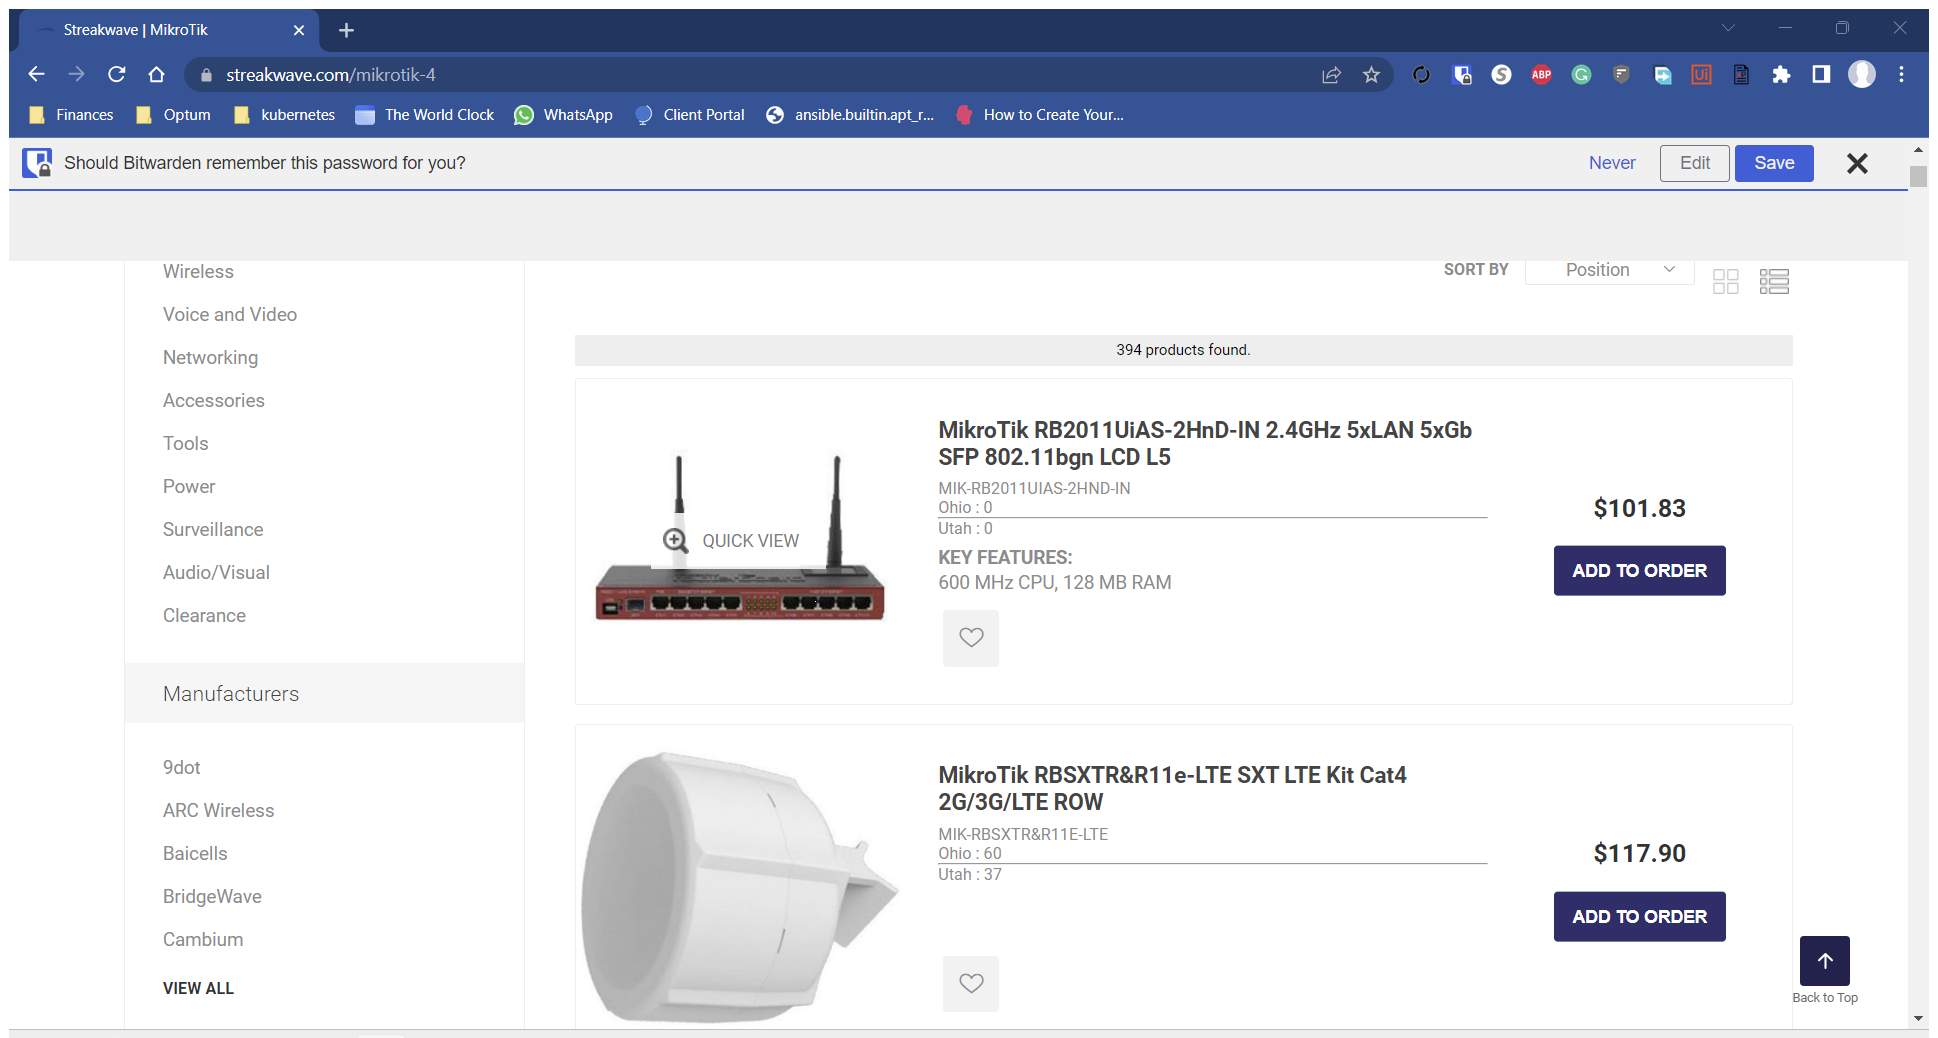 Streakwave | MikroTik
streakwave.com/mikrotik-4
ABP
Ui
Finances
Optum
kubernetes
The World Clock
WhatsApp
Client Portal
ansible.builtin.apt_r...
How to Create Your...
Should Bitwarden remember this password for you?
Never
Edit
Save
Wireless
Voice and Video
Networking
Accessories
Tools
Power
Surveillance
Audio/Visual
Clearance
Manufacturers
9dot
ARC Wireless
Baicells
BridgeWave
Cambium
VIEW ALL
SORT BY
Position
394 products found.
QUICK VIEW
MikroTik RB2011UiAS-2HnD-IN 2.4GHz 5xLAN 5xGb
SFP 802.11bgn LCD L5
MIK-RB2011UIAS-2HND-IN
Ohio : 0
Utah : 0
KEY FEATURES:
600 MHz CPU, 128 MB RAM
$101.83
ADD TO ORDER
MikroTik RBSXTR&R11e-LTE SXT LTE Kit Cat4
2G/3G/LTE ROW
MIK-RBSXTR&R11E-LTE
Ohio : 60
Utah : 37
$117.90
ADD TO ORDER
Back to Top